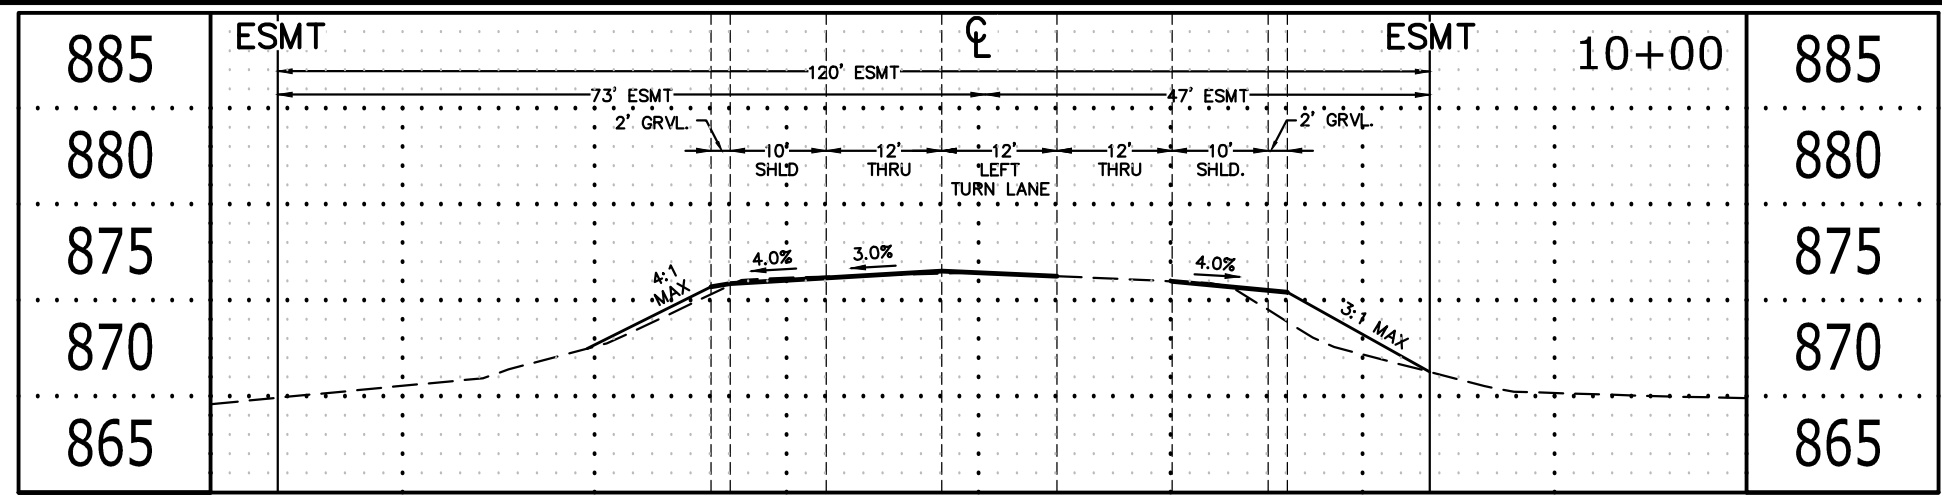 ESMT
℄
ESMT
10+00
885
885
120' ESMT
73' ESMT
47' ESMT
2' GRVL.
2' GRVL.
880
880
10'
SHLD
12'
THRU
12'
LEFT
TURN LANE
12'
THRU
10'
SHLD.
875
875
4:1
MAX
4.0%
3.0%
4.0%
3:1 MAX
870
870
865
865